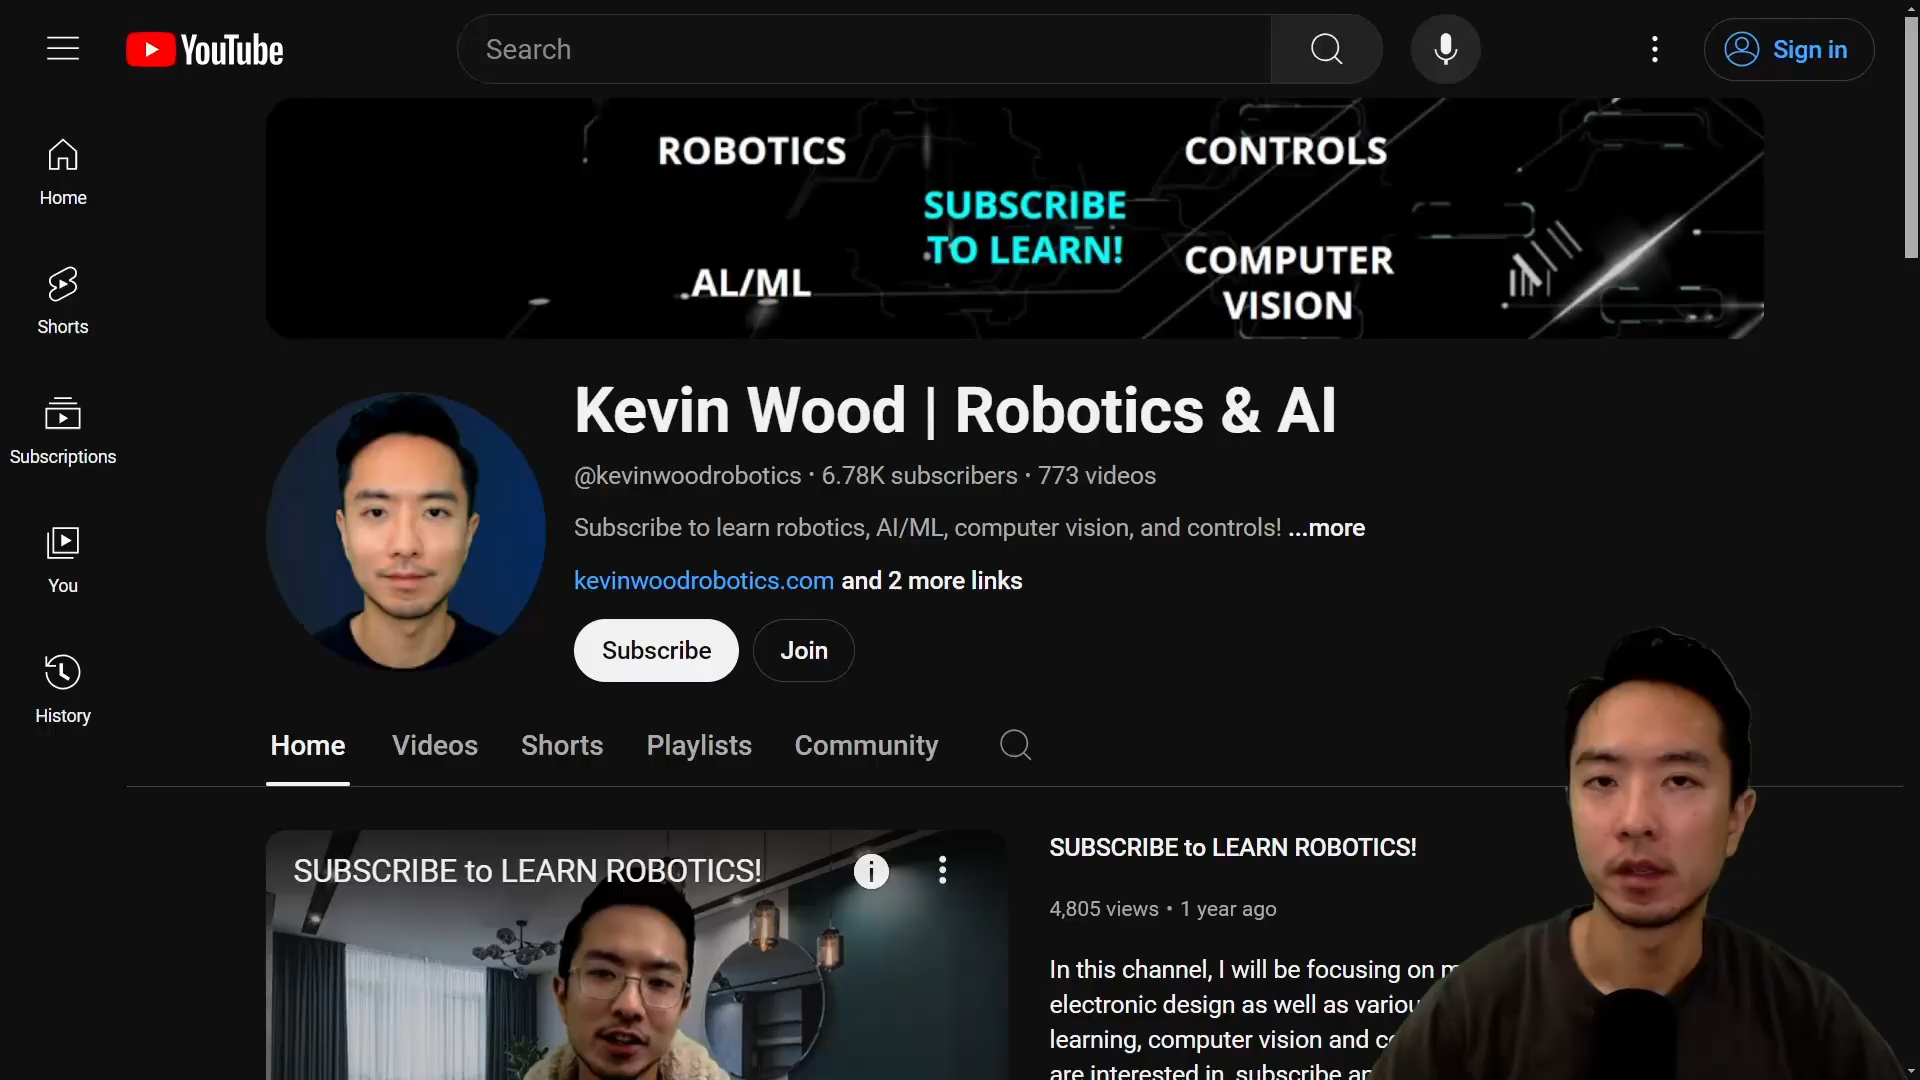 YouTube
Search
Sign in
Home
Shorts
Subscriptions
You
History
ROBOTICS
CONTROLS
SUBSCRIBE
TO LEARN!
AI/ML
COMPUTER
VISION
Kevin Wood | Robotics & AI
@kevinwoodrobotics • 6.78K subscribers • 773 videos
Subscribe to learn robotics, AI/ML, computer vision, and controls! ...more
kevinwoodrobotics.com and 2 more links
Subscribe
Join
Home
Videos
Shorts
Playlists
Community
SUBSCRIBE to LEARN ROBOTICS!
SUBSCRIBE to LEARN ROBOTICS!
4,805 views • 1 year ago
In this channel, I will be focusing on
electronic design as well as
learning, computer vision and
are interested in, subscribe